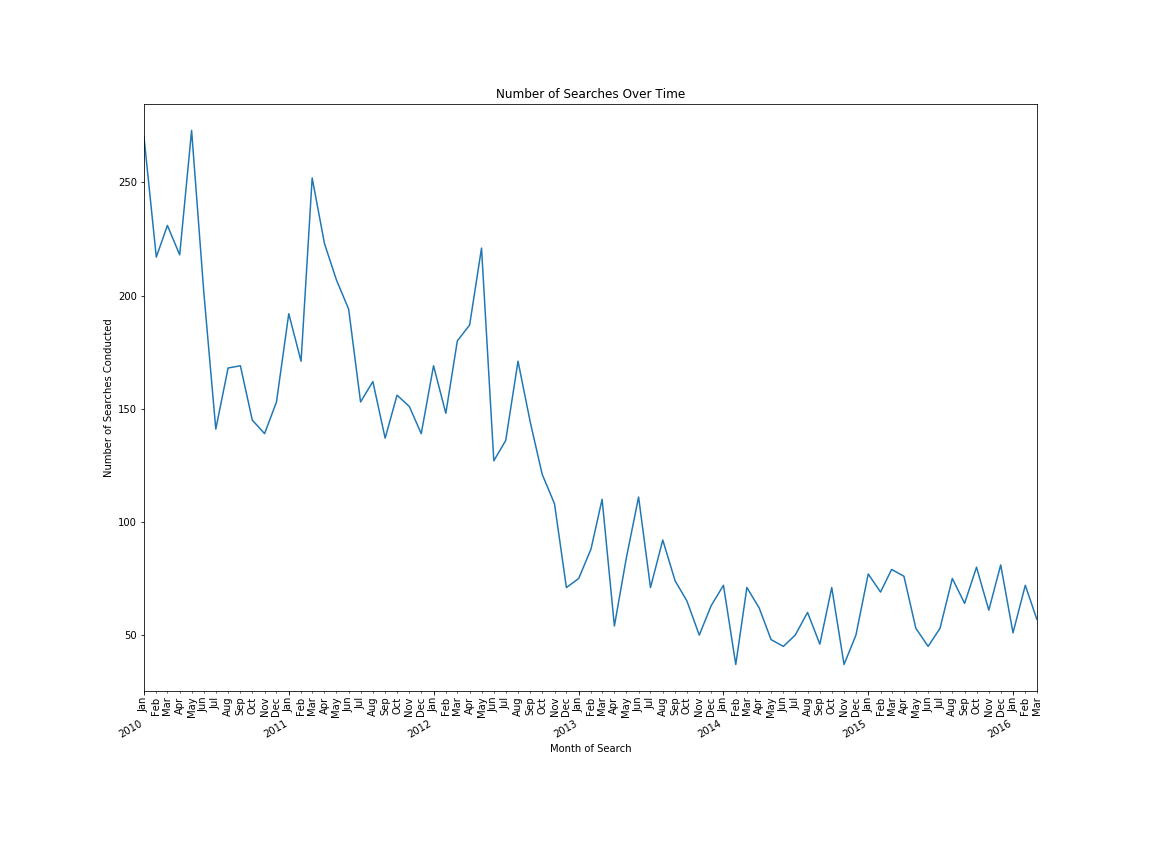 Number of Searches Over Time
Number of Searches Conducted
250
200
150
100
50
Jan Feb Mar Apr May Jun Jul Aug Sep Oct Nov Dec Jan Feb Mar Apr May Jun Jul Aug Sep Oct Nov Dec Jan Feb Mar Apr May Jun Jul Aug Sep Oct Nov Dec Jan Feb Mar Apr May Jun Jul Aug Sep Oct Nov Dec Jan Feb Mar Apr May Jun Jul Aug Sep Oct Nov Dec Jan Feb Mar Apr May Jun Jul Aug Sep Oct Nov Dec Jan Feb Mar
2010 2011 2012 2013 2014 2015 2016
Month of Search